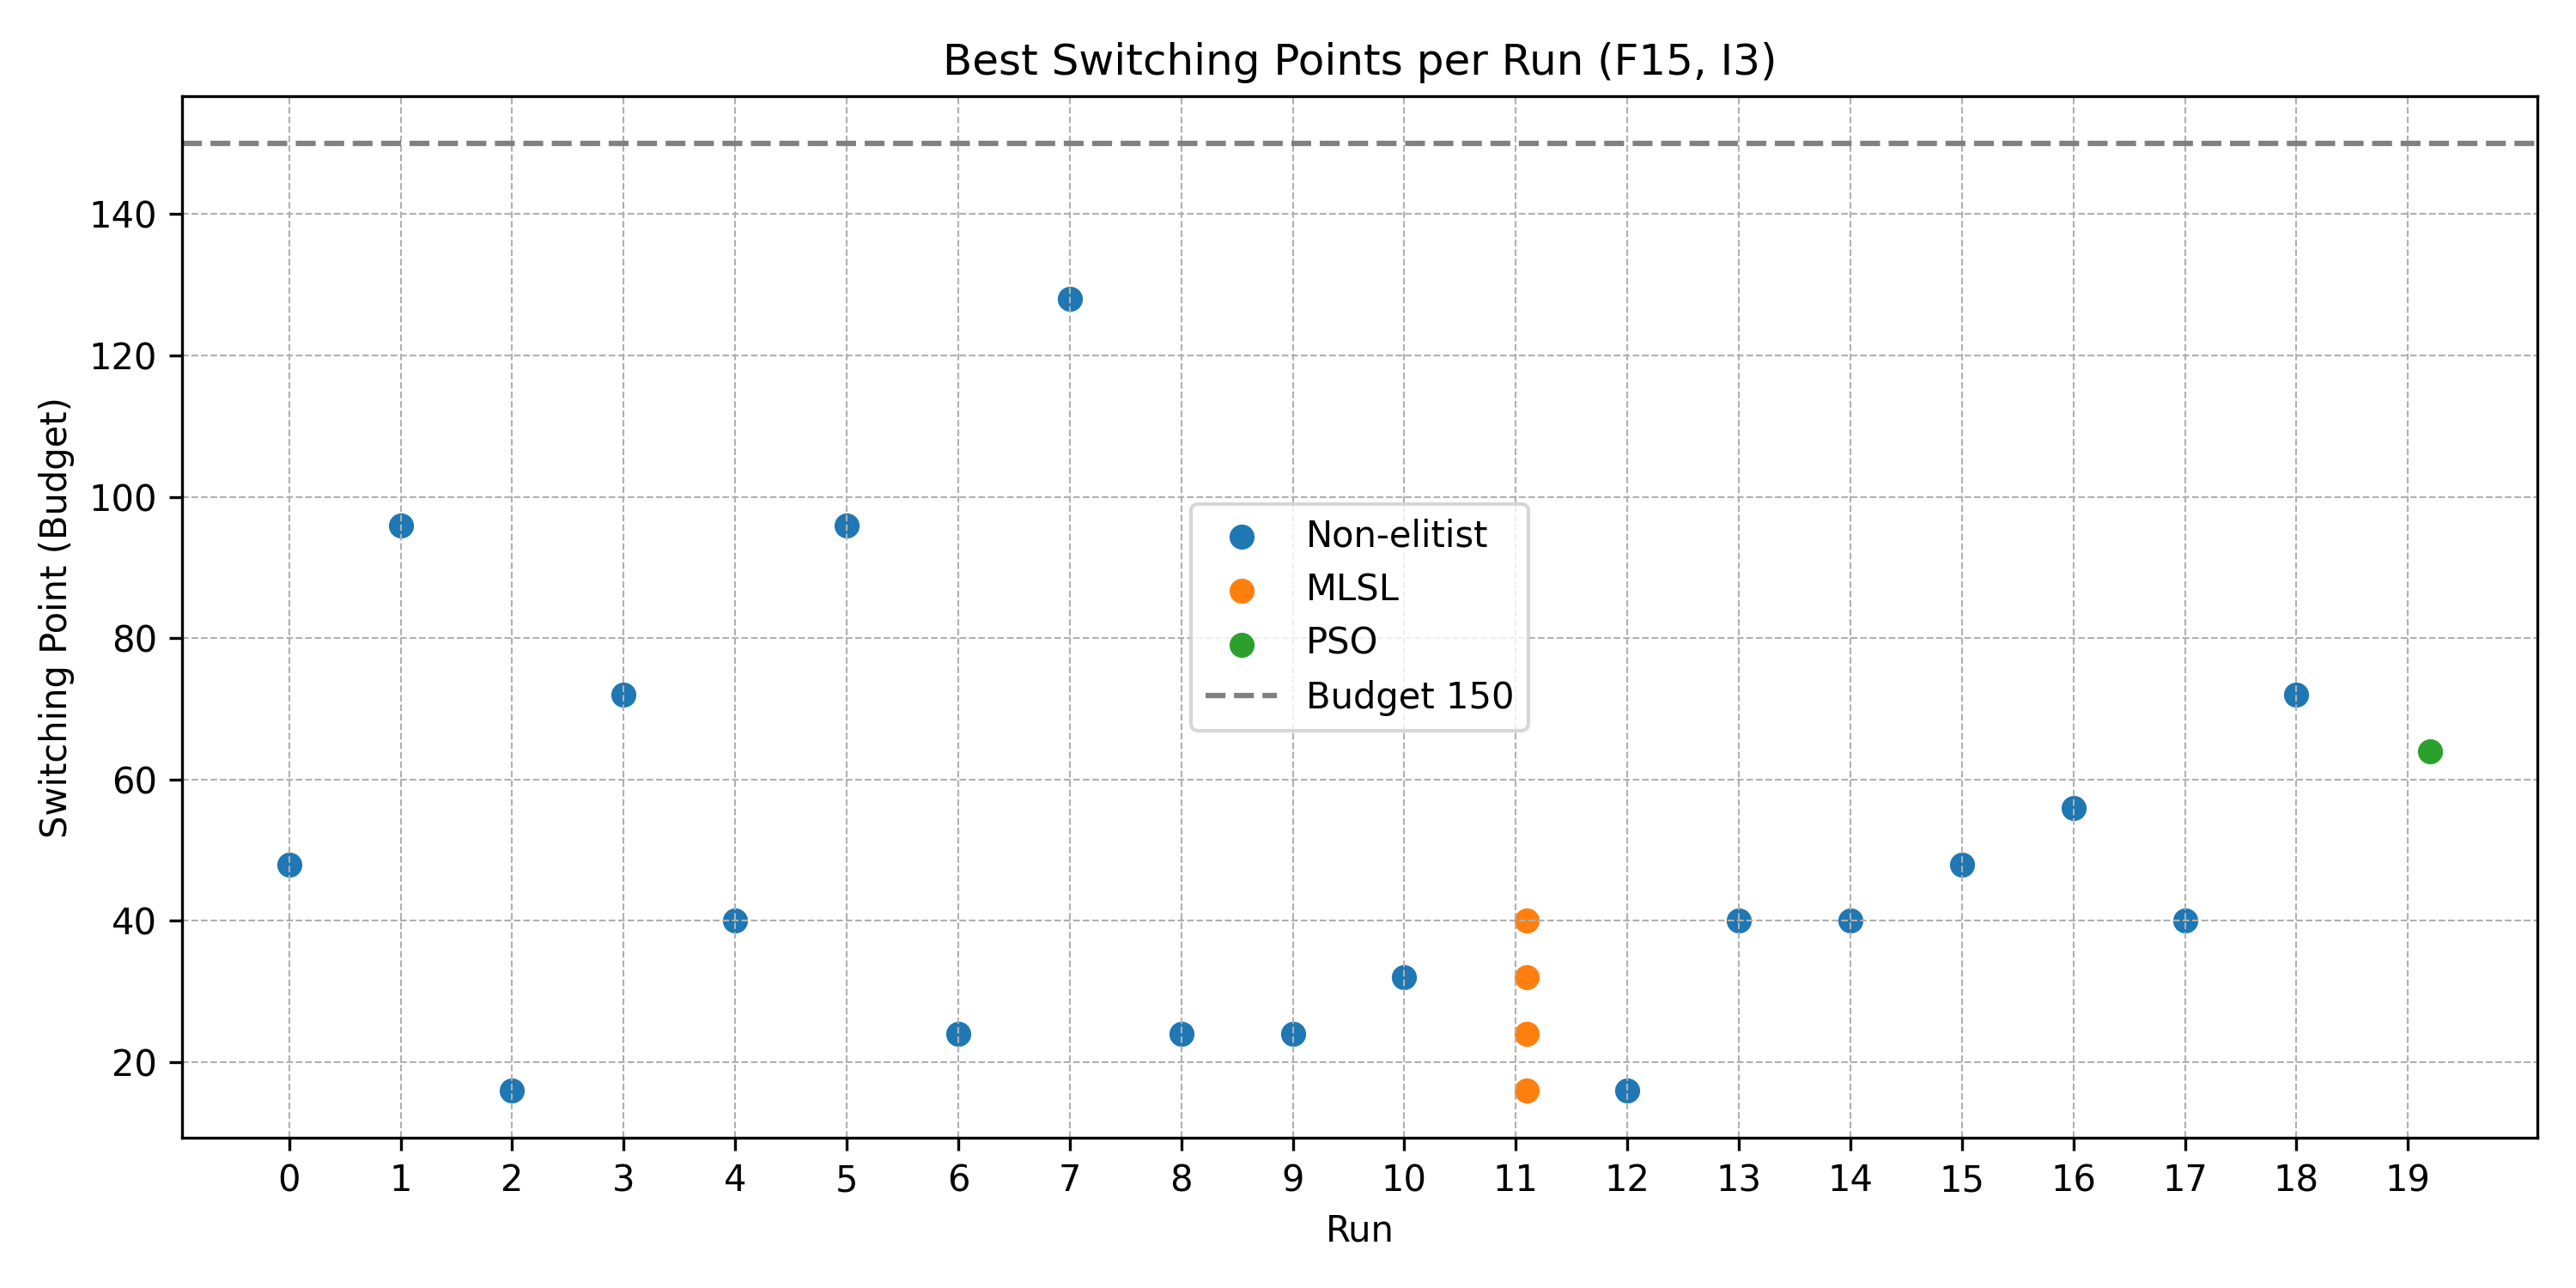 Best Switching Points per Run (F15, I3)
Switching Point (Budget)
140
120
100
80
60
40
20
Non-elitist
MLSL
PSO
Budget 150
0 1 2 3 4 5 6 7 8 9 10 11 12 13 14 15 16 17 18 19
Run